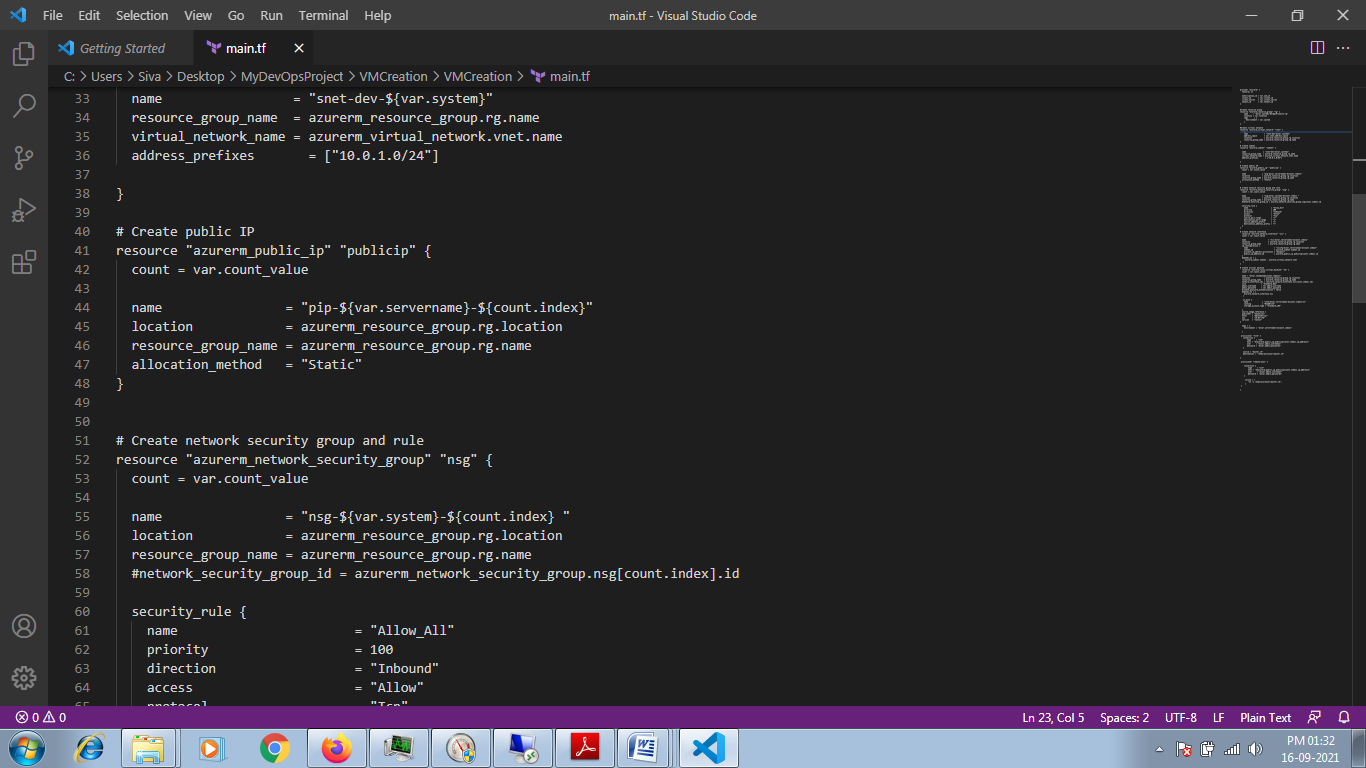 File Edit Selection View Go Run Terminal Help main.tf - Visual Studio Code
Getting Started main.tf
C: > Users > Siva > Desktop > MyDevOpsProject > VMCreation > VMCreation > main.tf
33 name = "snet-dev-${var.system}"
34 resource_group_name = azurerm_resource_group.rg.name
35 virtual_network_name = azurerm_virtual_network.vnet.name
36 address_prefixes = ["10.0.1.0/24"]
37
38 }
39
40 # Create public IP
41 resource "azurerm_public_ip" "publicip" {
42 count = var.count_value
43
44 name = "pip-${var.servername}-${count.index}"
45 location = azurerm_resource_group.rg.location
46 resource_group_name = azurerm_resource_group.rg.name
47 allocation_method = "Static"
48 }
49
50
51 # Create network security group and rule
52 resource "azurerm_network_security_group" "nsg" {
53 count = var.count_value
54
55 name = "nsg-${var.system}-${count.index} "
56 location = azurerm_resource_group.rg.location
57 resource_group_name = azurerm_resource_group.rg.name
58 #network_security_group_id = azurerm_network_security_group.nsg[count.index].id
59
60 security_rule {
61 name = "Allow_All"
62 priority = 100
63 direction = "Inbound"
64 access = "Allow"
65 protocol = "Tcp"
0 0 Ln 23, Col 5 Spaces: 2 UTF-8 LF Plain Text
PM 01:32
16-09-2021